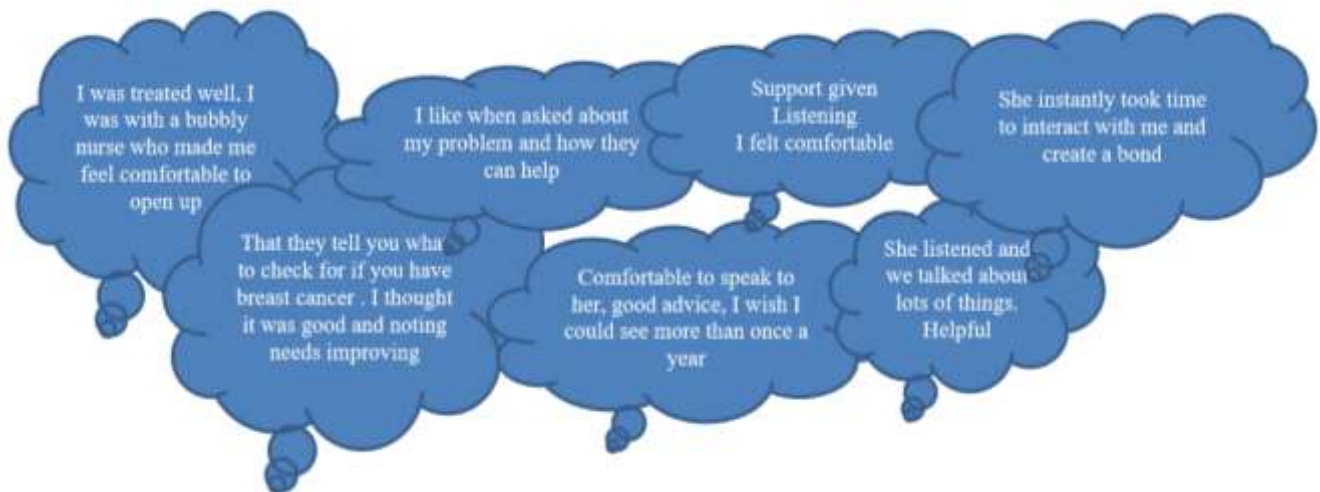 I was treated well, I
was with a bubbly
nurse who made me
feel comfortable to
open up
I like when asked about
my problem and how they
can help
Support given
Listening
I felt comfortable
She instantly took time
to interact with me and
create a bond
That they tell you wha
to check for if you have
breast cancer . I thought
it was good and noting
needs improving
Comfortable to speak to
her, good advice, I wish I
could see more than once a
year
She listened and
we talked about
lots of things.
Helpful